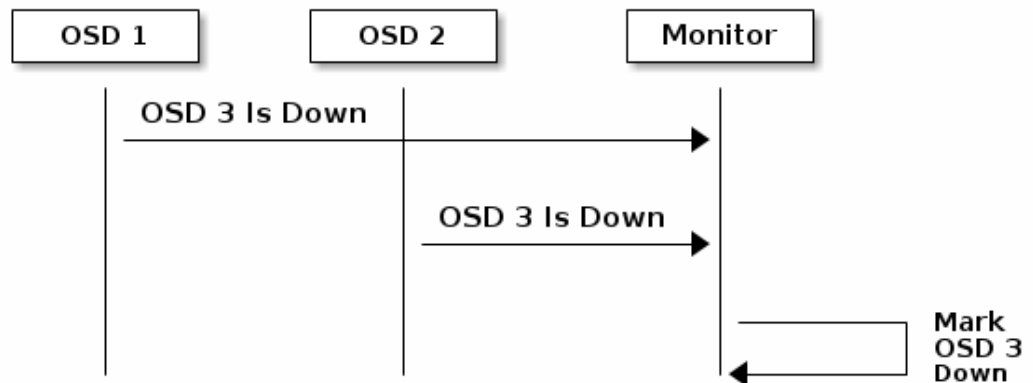 OSD 1
OSD 2
Monitor
OSD 3 Is Down
OSD 3 Is Down
Mark
OSD 3
Down